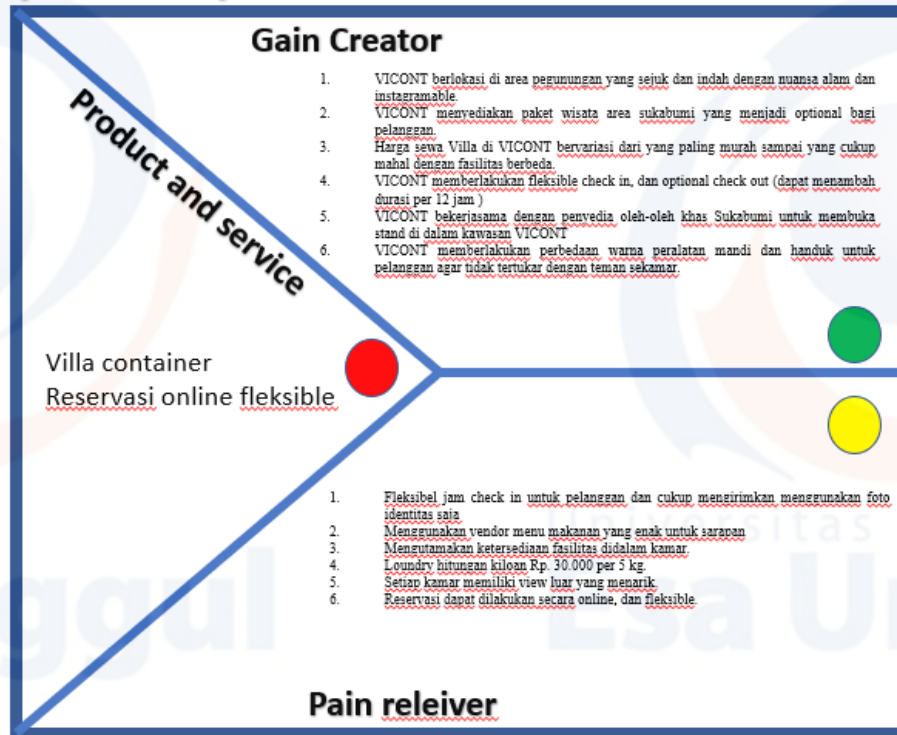 Gain Creator
1. VICONT berlokasi di area pegunungan yang sejuk dan indah dengan nuansa alam dan
instagramable.
2. VICONT menyediakan paket wisata area sukabumi yang menjadi optional bagi
pelanggan.
3. Harga sewa Villa di VICONT bervariasi dari yang paling murah sampai yang cukup
mahal dengan fasilitas berbeda.
4. VICONT memberlakukan fleksible check in, dan optional check out (dapat menambah
durasi per 12 jam )
5. VICONT bekerjasama dengan penyedia oleh-oleh khas Sukabumi untuk membuka
stand di dalam kawasan VICONT
6. VICONT memberlakukan perbedaan warna peralatan mandi dan handuk untuk
pelanggan agar tidak tertukar dengan teman sekamar.
Product and service
Villa container
Reservasi online fleksible
1. Fleksibel jam check in untuk pelanggan dan cukup mengirimkan menggunakan foto
identitas saja
2. Menggunakan vendor menu makanan yang enak untuk sarapan
3. Mengutamakan ketersediaan fasilitas didalam kamar.
4. Loundry hitungan kiloan Rp. 30.000 per 5 kg.
5. Setiap kamar memiliki view luar yang menarik.
6. Reservasi dapat dilakukan secara online, dan fleksible.
Universitas
Esa U
nggul
Pain releiver